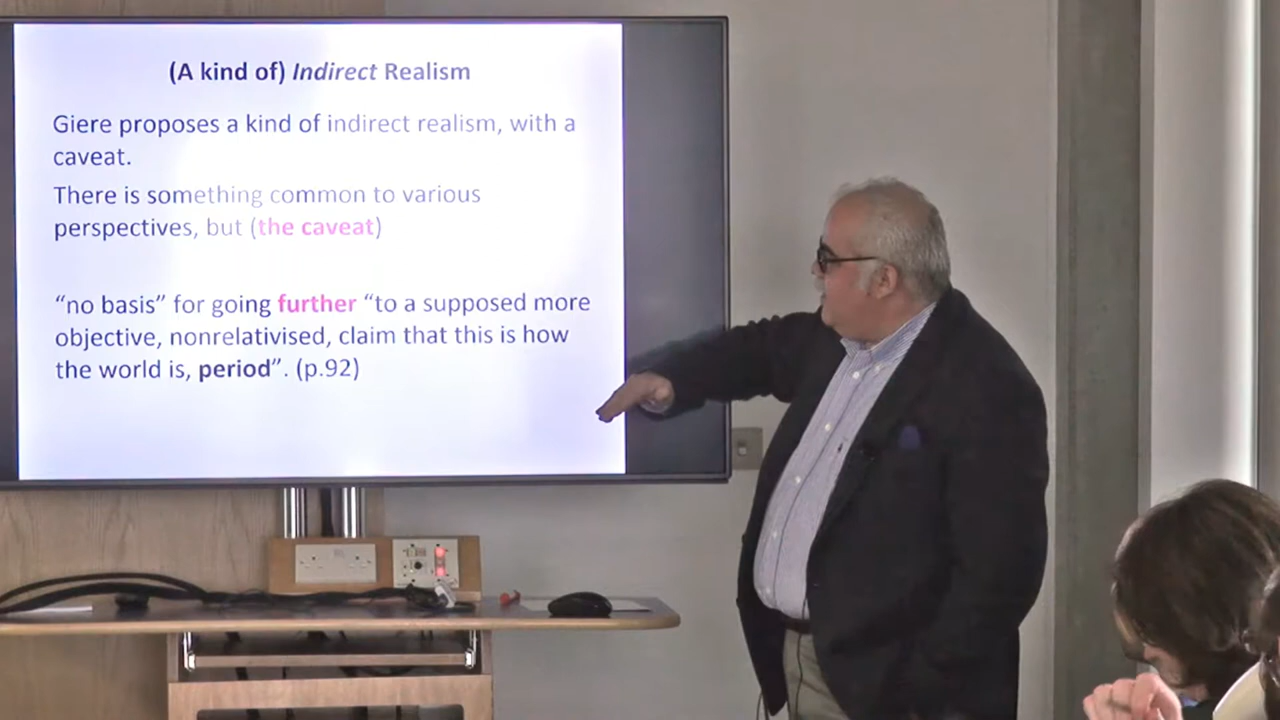 (A kind of) Indirect Realism
Giere proposes a kind of indirect realism, with a
caveat.
There is something common to various
perspectives, but (the caveat)
“no basis” for going further “to a supposed more
objective, nonrelativised, claim that this is how
the world is, period”. (p.92)